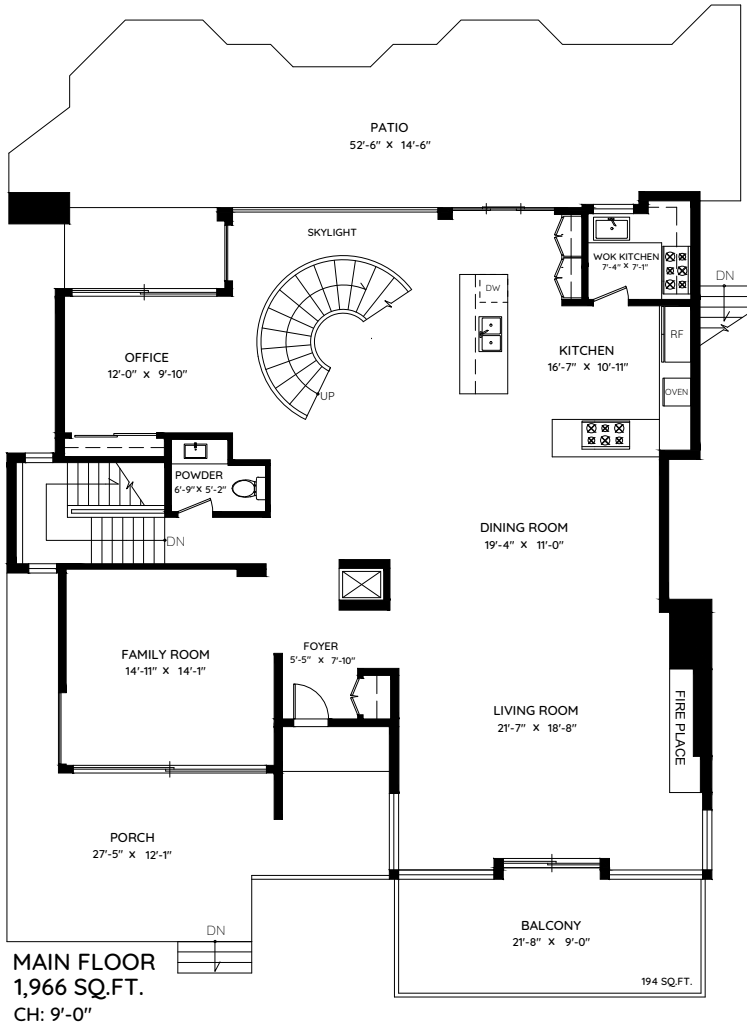 PATIO
52'-6" X 14'-6"
SKYLIGHT
WOK KITCHEN
7'-4" X 7'-1"
DN
DW
RF
KITCHEN
16'-7" X 10'-11"
OFFICE
12'-0" X 9'-10"
UP
OVEN
POWDER
6'-9" X 5'-2"
DN
DINING ROOM
19'-4" X 11'-0"
FAMILY ROOM
14'-11" X 14'-1"
FOYER
5'-5" X 7'-10"
LIVING ROOM
21'-7" X 18'-8"
FIRE PLACE
PORCH
27'-5" X 12'-1"
DN
BALCONY
21'-8" X 9'-0"
194 SQ.FT.
MAIN FLOOR
1,966 SQ.FT.
CH: 9'-0"